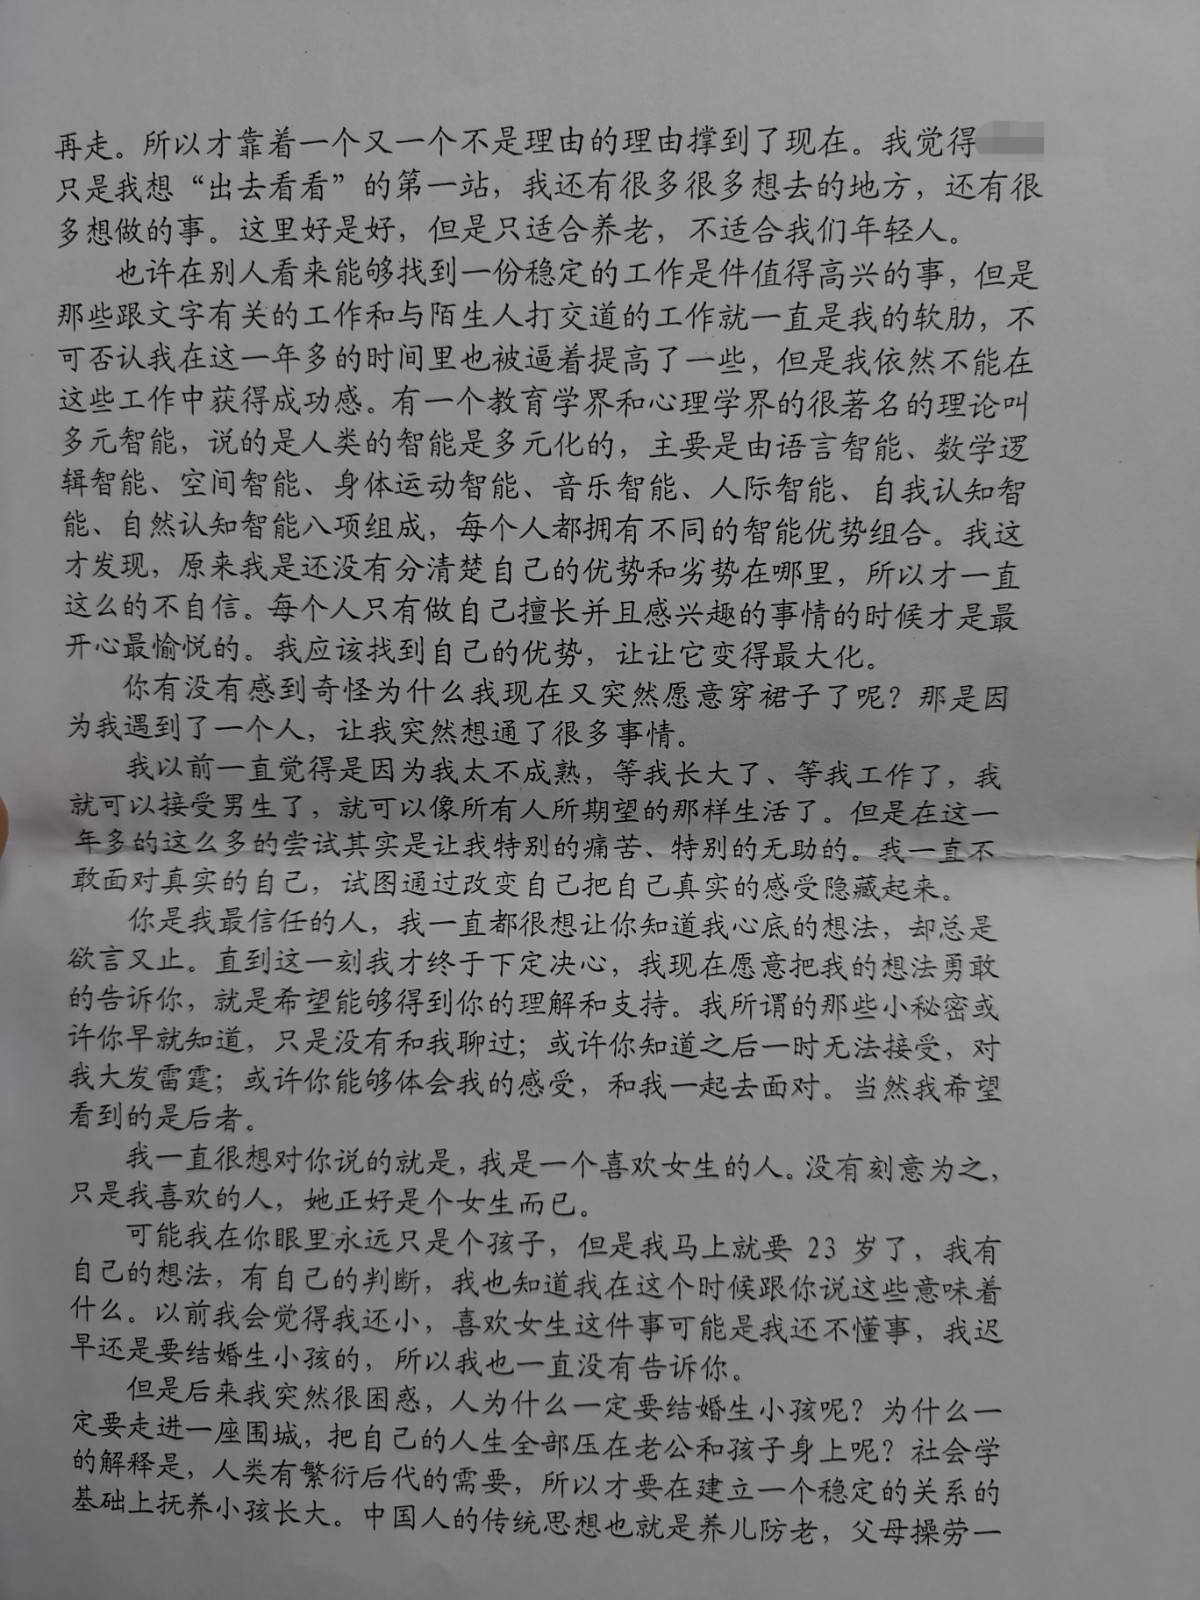 再走。所以才靠着一个又一个不是理由的理由撑到了现在。我觉得
只是我想“出去看看”的第一站，我还有很多很多想去的地方，还有很
多想做的事。这里好是好，但是只适合养老，不适合我们年轻人。
也许在别人看来能够找到一份稳定的工作是件值得高兴的事，但是
那些跟文字有关的工作和与陌生人打交道的工作就一直是我的软肋，不
可否认我在这一年多的时间里也被逼着提高了一些，但是我依然不能在
这些工作中获得成功感。有一个教育学界和心理学界的很著名的理论叫
多元智能，说的是人类的智能是多元化的，主要是由语言智能、数学逻
辑智能、空间智能、身体运动智能、音乐智能、人际智能、自我认知智
能、自然认知智能八项组成，每个人都拥有不同的智能优势组合。我这
才发现，原来我是还没有分清楚自己的优势和劣势在哪里，所以才一直
这么的不自信。每个人只有做自己擅长并且感兴趣的事情的时候才是最
开心最愉悦的。我应该找到自己的优势，让让它变得最大化。
你有没有感到奇怪为什么我现在又突然愿意穿裙子了呢？那是因
为我遇到了一个人，让我突然想通了很多事情。
我以前一直觉得是因为我太不成熟，等我长大了、等我工作了，我
就可以接受男生了，就可以像所有人所期望的那样生活了。但是在这一
年多的这么多的尝试其实是让我特别的痛苦、特别的无助的。我一直不
敢面对真实的自己，试图通过改变自己把自己真实的感受隐藏起来。
你是我最信任的人，我一直都很想让你知道我心底的想法，却总是
欲言又止。直到这一刻我才终于下定决心，我现在愿意把我的想法勇敢
的告诉你，就是希望能够得到你的理解和支持。我所谓的那些小秘密或
许你早就知道，只是没有和我聊过；或许你知道之后一时无法接受，对
我大发雷霆；或许你能够体会我的感受，和我一起去面对。当然我希望
看到的是后者。
我一直很想对你说的就是，我是一个喜欢女生的人。没有刻意为之，
只是我喜欢的人，她正好是个女生而已。
可能我在你眼里永远只是个孩子，但是我马上就要 23 岁了，我有
自己的想法，有自己的判断，我也知道我在这个时候跟你说这些意味着
什么。以前我会觉得我还小，喜欢女生这件事可能是我还不懂事，我迟
早还是要结婚生小孩的，所以我也一直没有告诉你。
但是后来我突然很困惑，人为什么一定要结婚生小孩呢？为什么一
定要走进一座围城，把自己的人生全部压在老公和孩子身上呢？社会学
的解释是，人类有繁衍后代的需要，所以才要在建立一个稳定的关系的
基础上抚养小孩长大。中国人的传统思想也就是养儿防老，父母操劳一